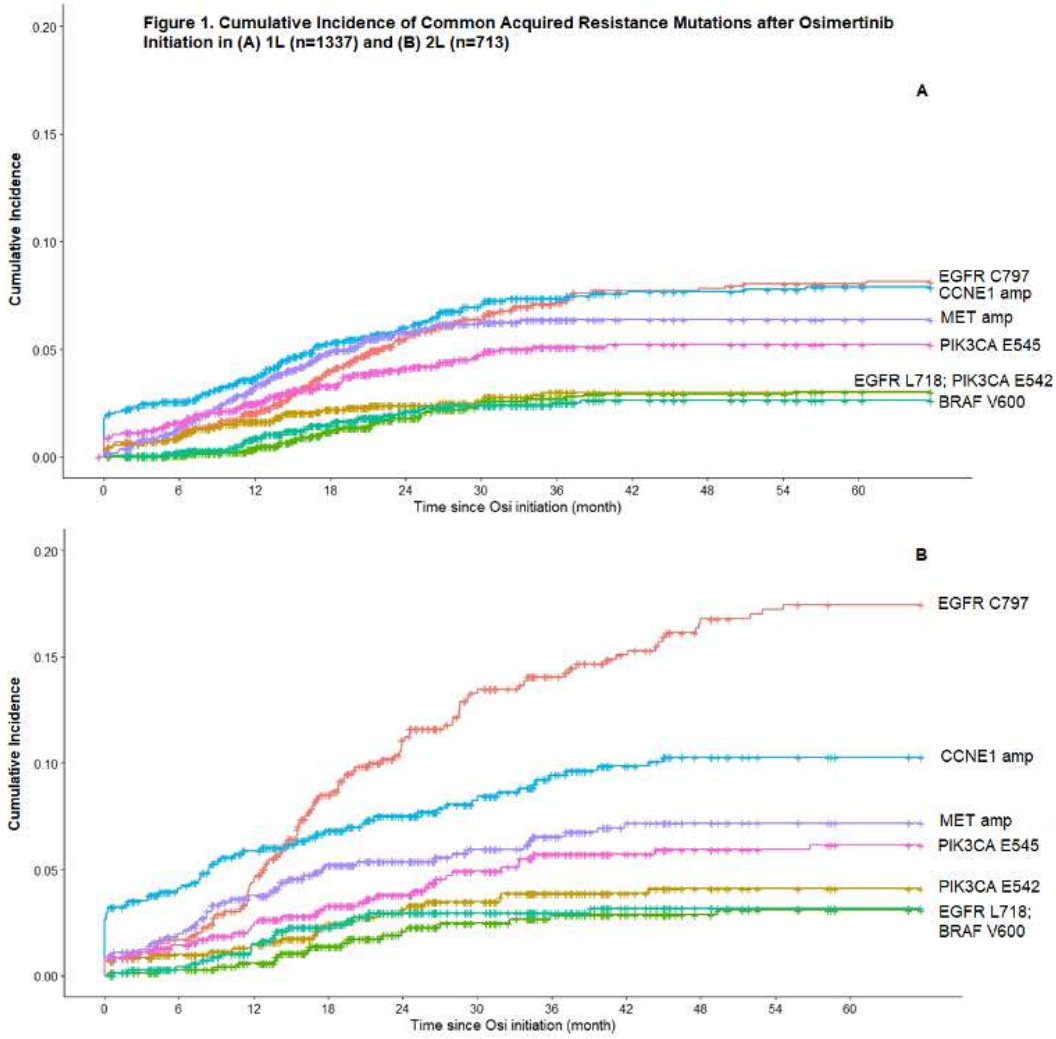 Figure 1. Cumulative Incidence of Common Acquired Resistance Mutations after Osimertinib
Initiation in (A) 1L (n=1337) and (B) 2L (n=713)
A
0.20
0.15
0.10
0.05
0.00
Cumulative Incidence
EGFR C797
CCNE1 amp
MET amp
PIK3CA E545
EGFR L718; PIK3CA E542
BRAF V600
0 6 12 18 24 30 36 42 48 54 60
Time since Osi initiation (month)
B
0.20
0.15
0.10
0.05
0.00
Cumulative Incidence
EGFR C797
CCNE1 amp
MET amp
PIK3CA E545
PIK3CA E542
EGFR L718;
BRAF V600
0 6 12 18 24 30 36 42 48 54 60
Time since Osi initiation (month)